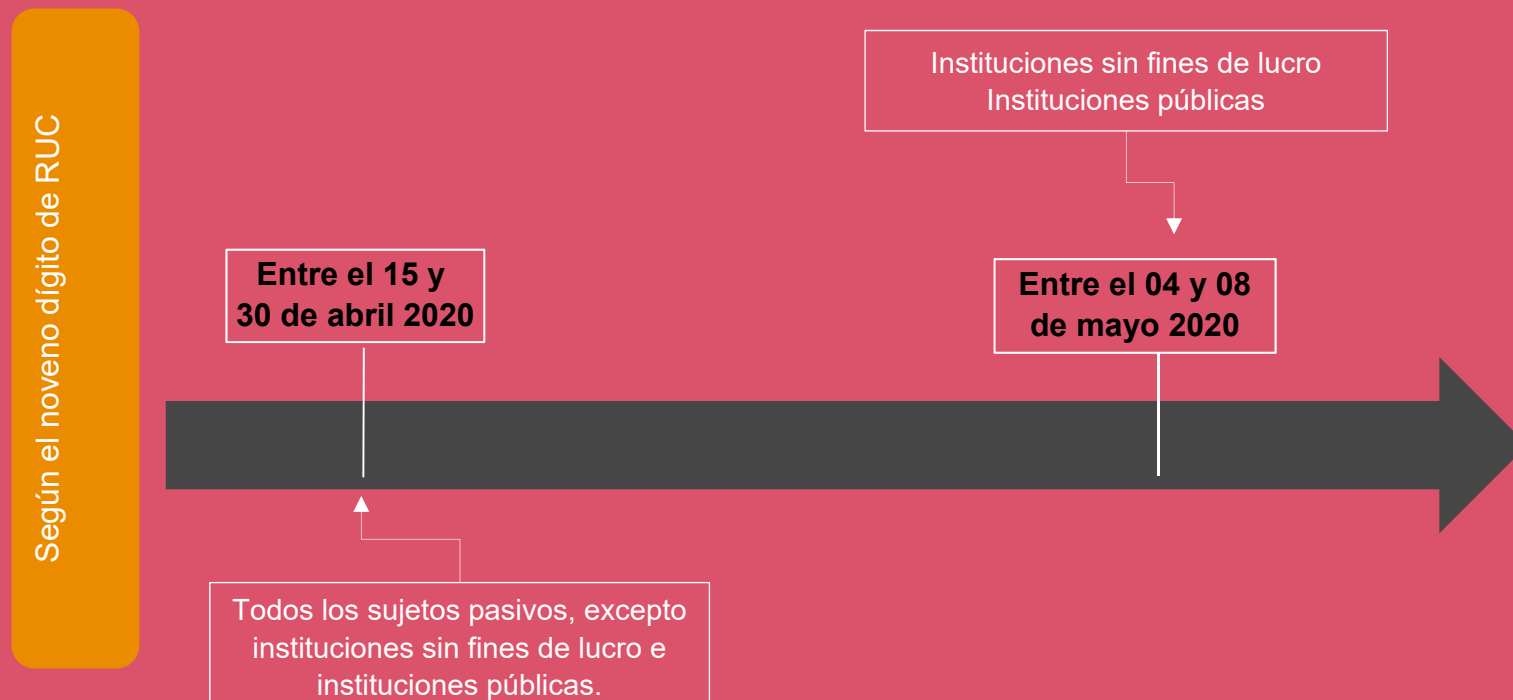 Según el noveno dígito de RUC
Instituciones sin fines de lucro
Instituciones públicas
Entre el 15 y
30 de abril 2020
Entre el 04 y 08
de mayo 2020
Todos los sujetos pasivos, excepto
instituciones sin fines de lucro e
instituciones públicas.